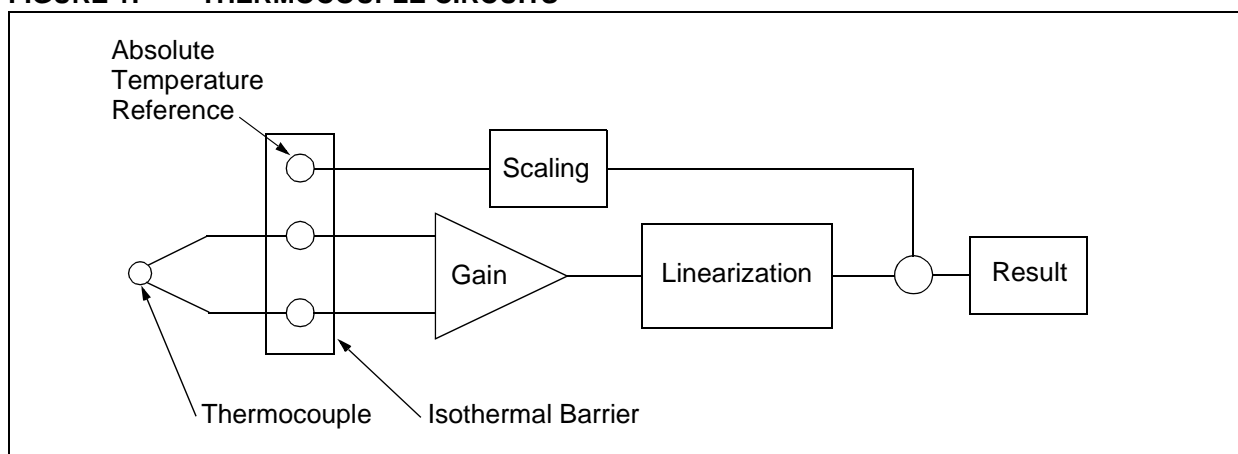 FIGURE 1: THERMOCOUPLE CIRCUITS
Absolute
Temperature
Reference
Scaling
Gain
Linearization
Result
Thermocouple
Isothermal Barrier